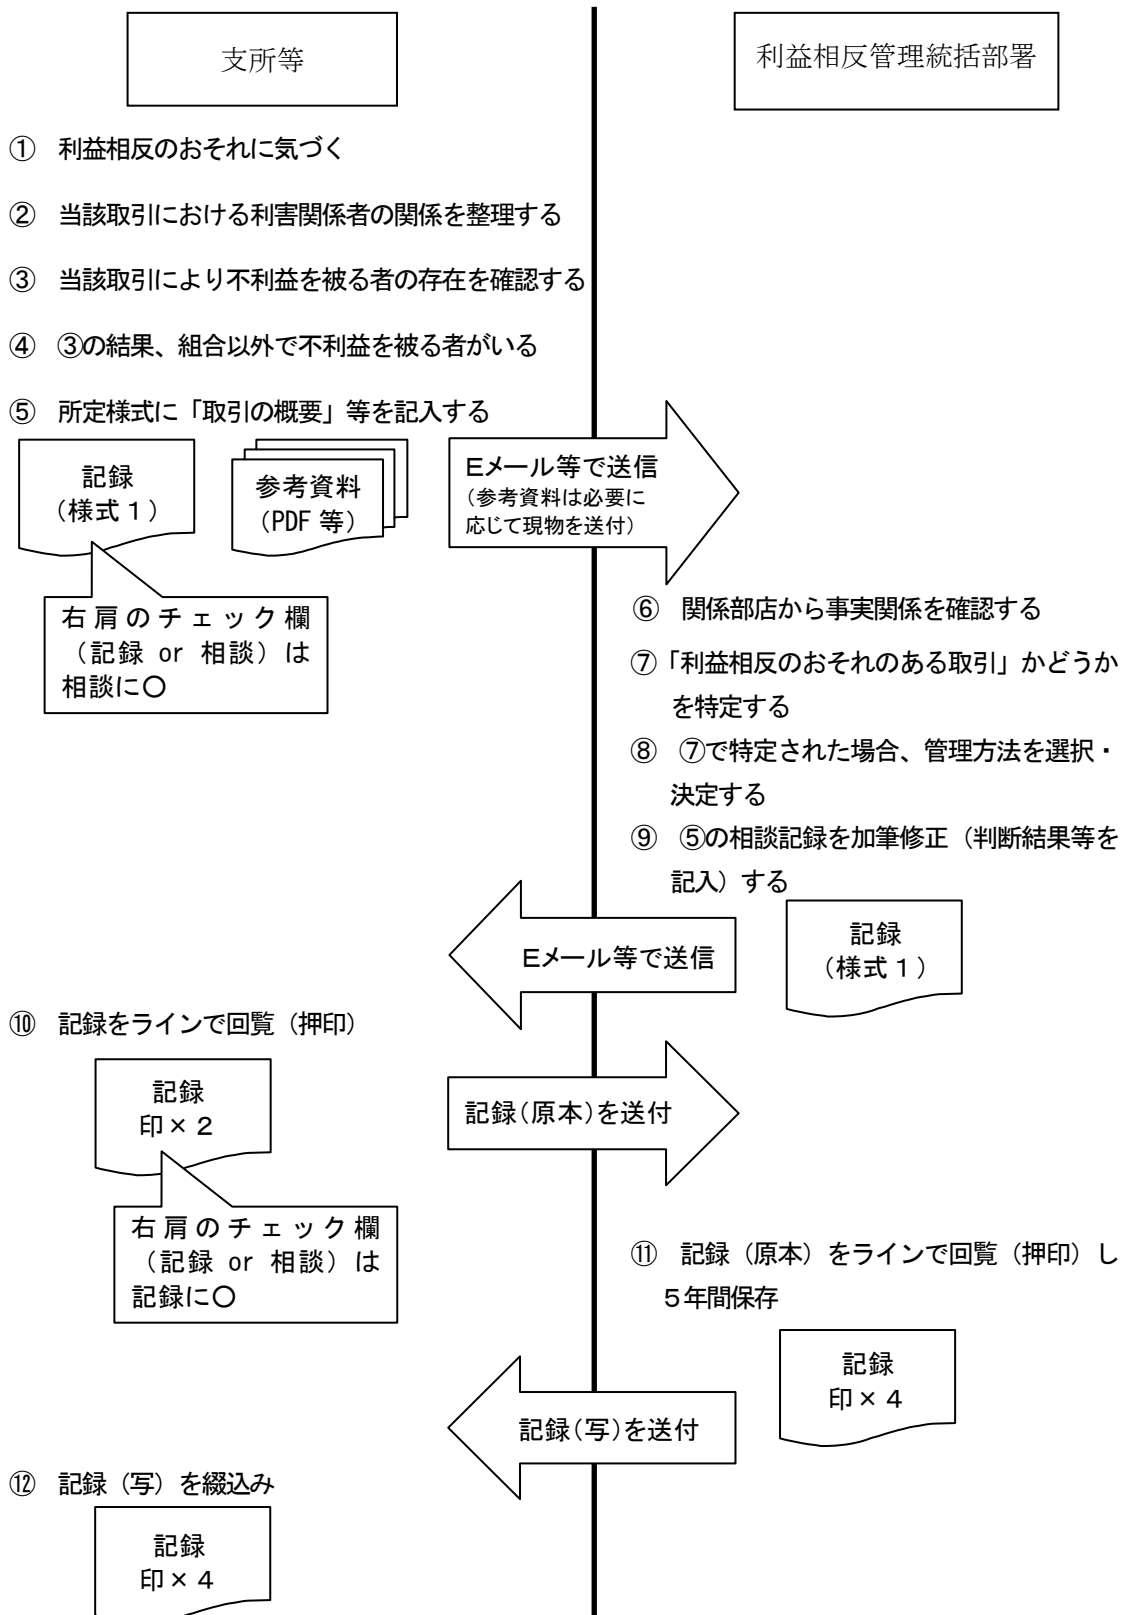 支所等
利益相反管理統括部署
① 利益相反のおそれに気づく
② 当該取引における利害関係者の関係を整理する
③ 当該取引により不利益を被る者の存在を確認する
④ ③の結果、組合以外で不利益を被る者がいる
⑤ 所定様式に「取引の概要」等を記入する
記録
（様式１）
参考資料
（PDF 等）
Ｅメール等で送信
（参考資料は必要に
応じて現物を送付）
右肩のチェック欄
（記録 or 相談）は
相談に〇
⑥ 関係部店から事実関係を確認する
⑦「利益相反のおそれのある取引」かどうか
を特定する
⑧ ⑦で特定された場合、管理方法を選択・
決定する
⑨ ⑤の相談記録を加筆修正（判断結果等を
記入）する
Ｅメール等で送信
記録
（様式１）
⑩ 記録をラインで回覧（押印）
記録
印×２
記録（原本）を送付
右肩のチェック欄
（記録 or 相談）は
記録に〇
⑪ 記録（原本）をラインで回覧（押印）し
５年間保存
記録
印×４
記録（写）を送付
⑫ 記録（写）を綴込み
記録
印×４